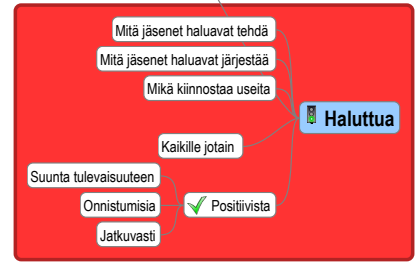 Mitä jäsenet haluavat tehdä
Mitä jäsenet haluavat järjestää
Mikä kiinnostaa useita
Haluttua
Kaikille jotain
Suunta tulevaisuuteen
Onnistumisia
Positiivista
Jatkuvasti